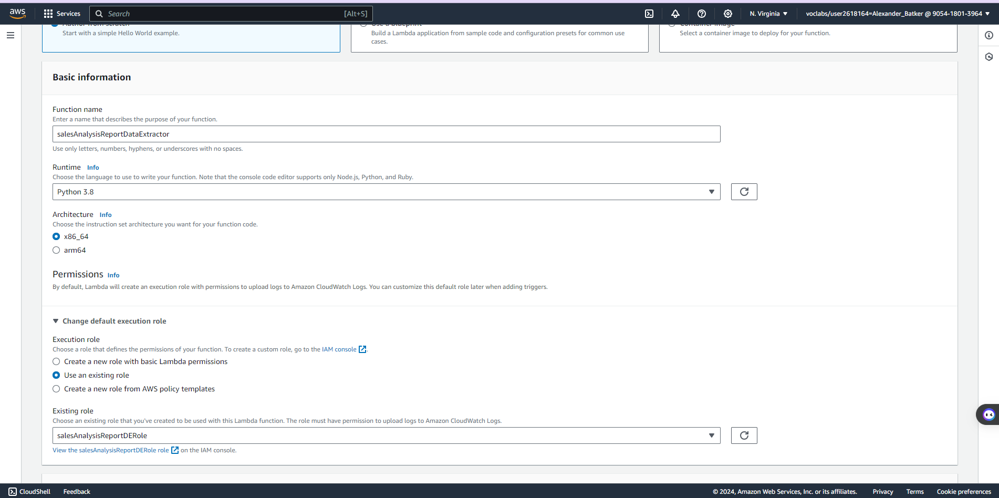 aws
Services
Search
[Alt+S]
N. Virginia
voclabs/user2618164=Alexander_Batker @ 9054-1801-3964
Author from scratch
Start with a simple Hello World example.
Use a blueprint
Build a Lambda application from sample code and configuration presets for common use
cases.
Container image
Select a container image to deploy for your function.
Basic information
Function name
Enter a name that describes the purpose of your function.
salesAnalysisReportDataExtractor
Use only letters, numbers, hyphens, or underscores with no spaces.
Runtime Info
Choose the language to use to write your function. Note that the console code editor supports only Node.js, Python, and Ruby.
Python 3.8
Architecture Info
Choose the instruction set architecture you want for your function code.
x86_64
arm64
Permissions Info
By default, Lambda will create an execution role with permissions to upload logs to Amazon CloudWatch Logs. You can customize this default role later when adding triggers.
Change default execution role
Execution role
Choose a role that defines the permissions of your function. To create a custom role, go to the IAM console.
Create a new role with basic Lambda permissions
Use an existing role
Create a new role from AWS policy templates
Existing role
Choose an existing role that you've created to be used with this Lambda function. The role must have permission to upload logs to Amazon CloudWatch Logs.
salesAnalysisReportDERole
View the salesAnalysisReportDERole role on the IAM console.
CloudShell
Feedback
© 2024, Amazon Web Services, Inc. or its affiliates.
Privacy
Terms
Cookie preferences